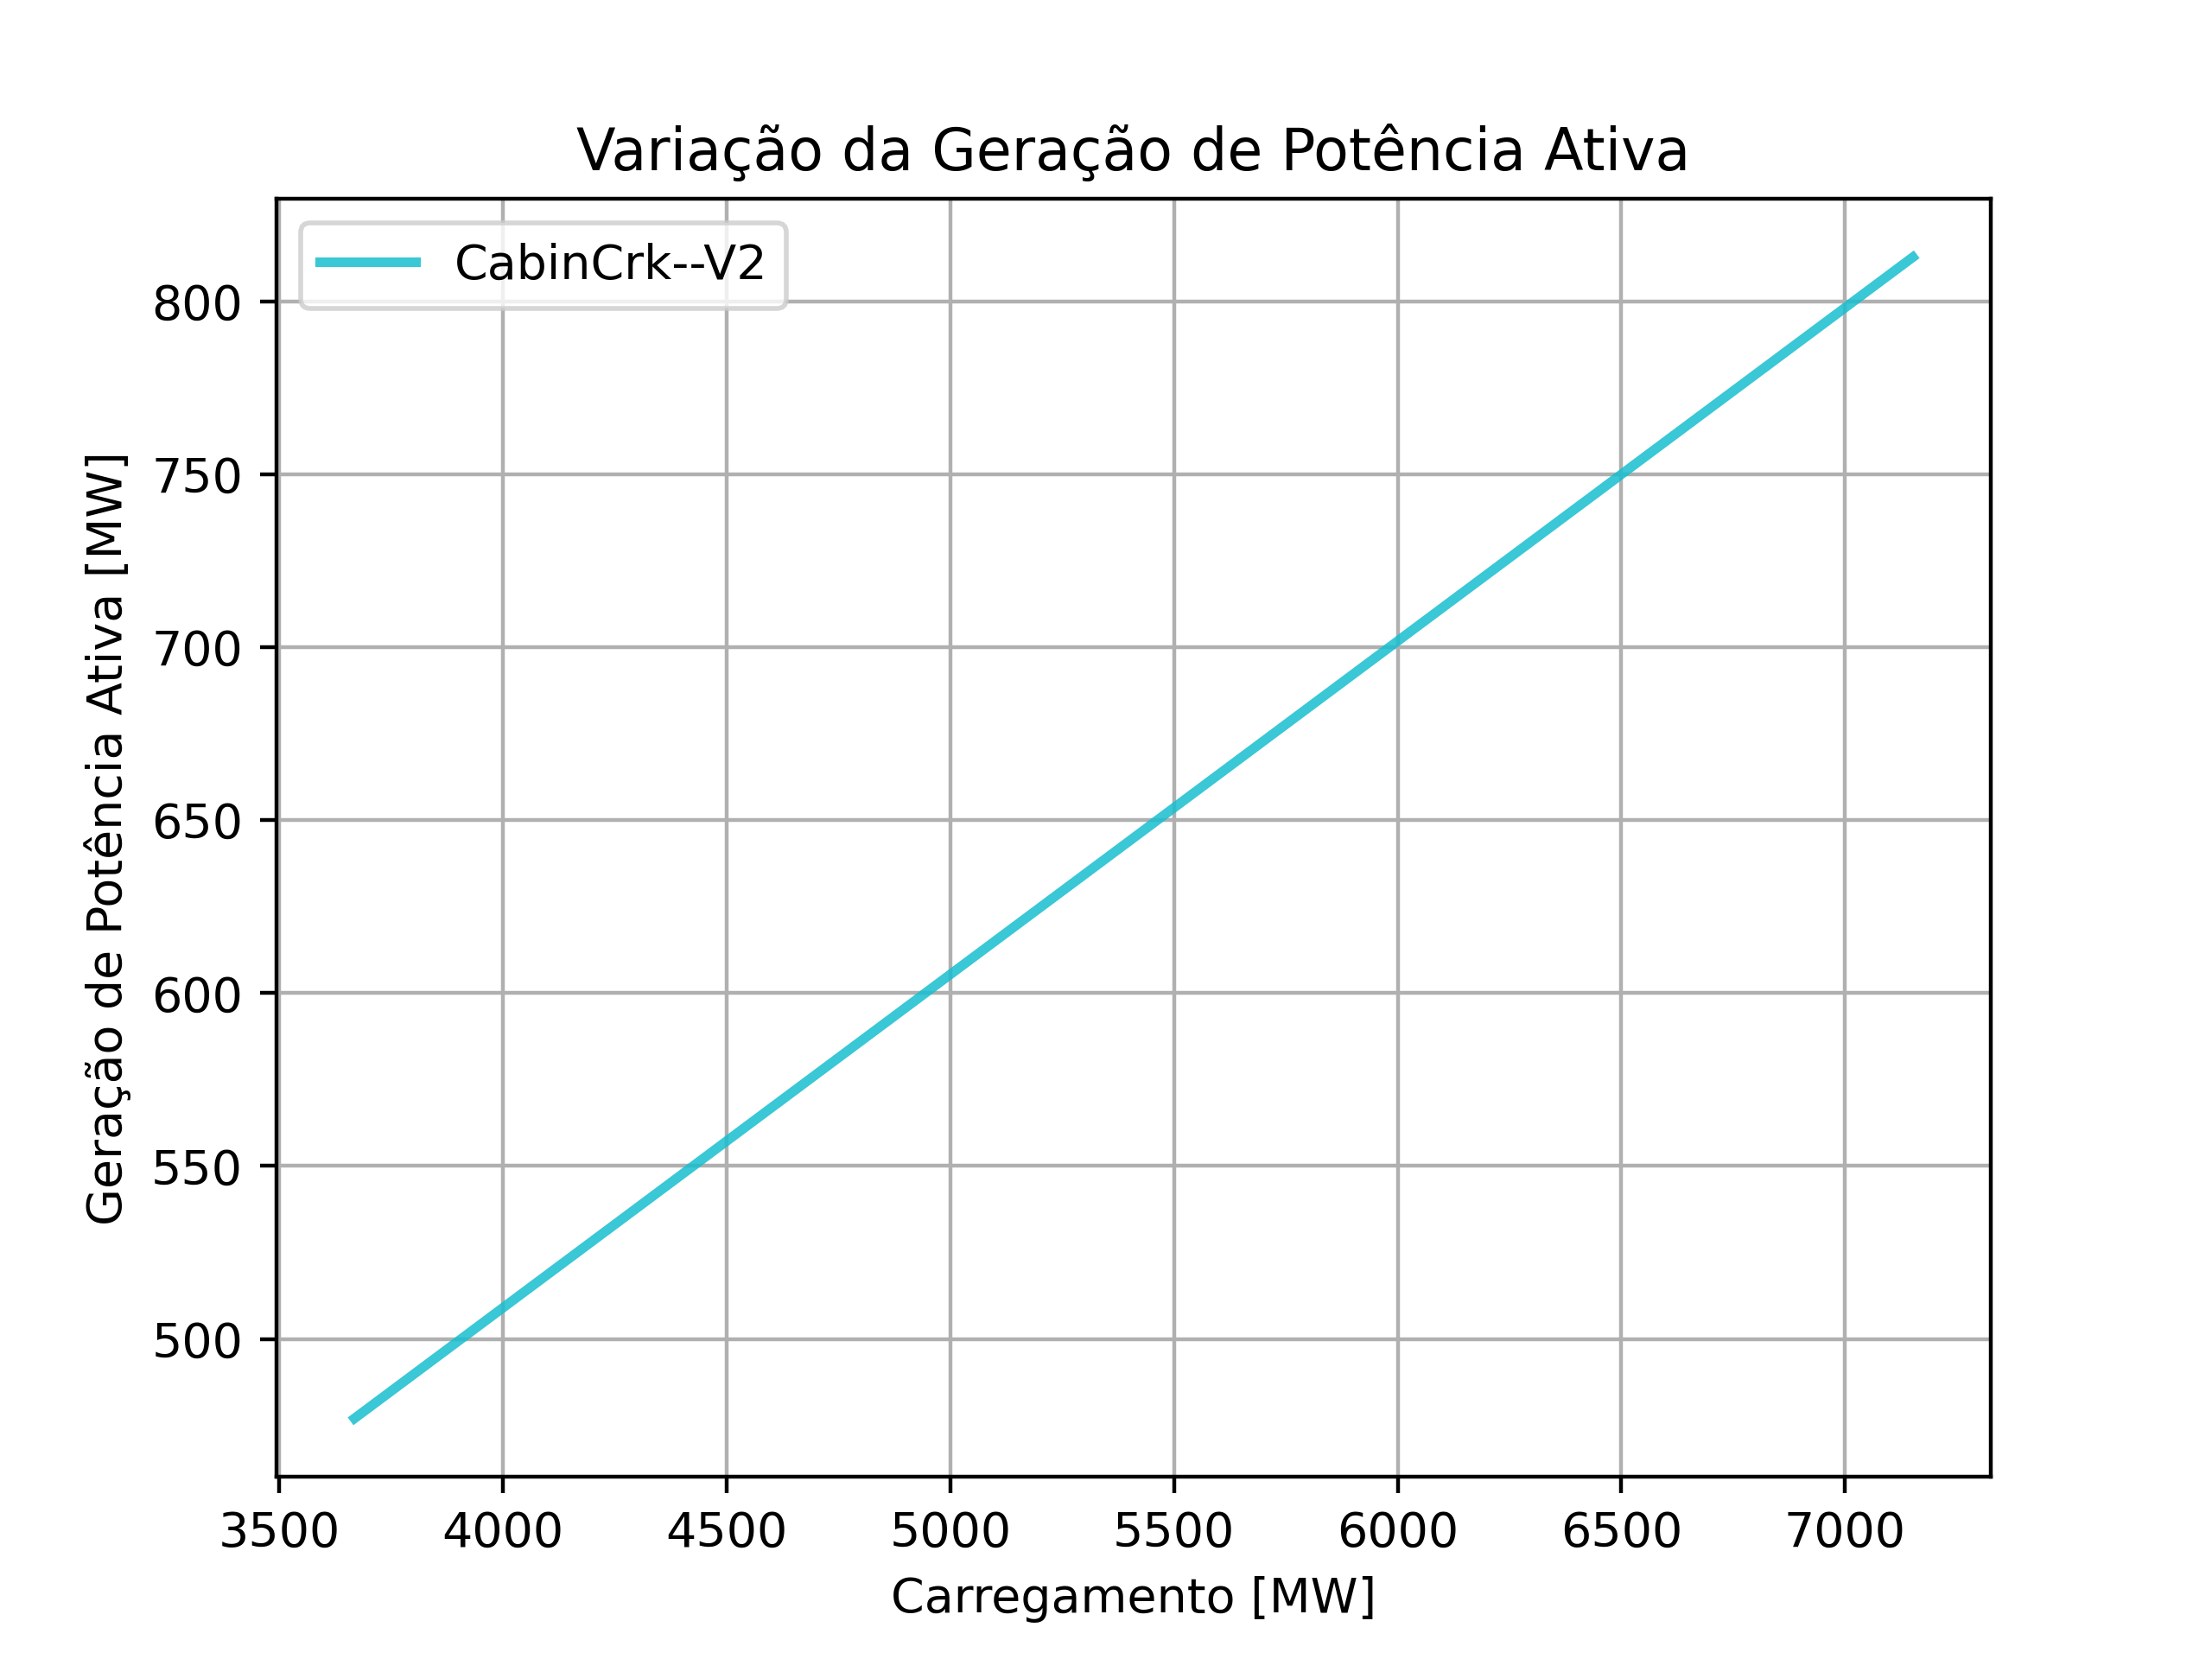 Variação da Geração de Potência Ativa
CabinCrk--V2
Geração de Potência Ativa [MW]
800
750
700
650
600
550
500
3500 4000 4500 5000 5500 6000 6500 7000
Carregamento [MW]